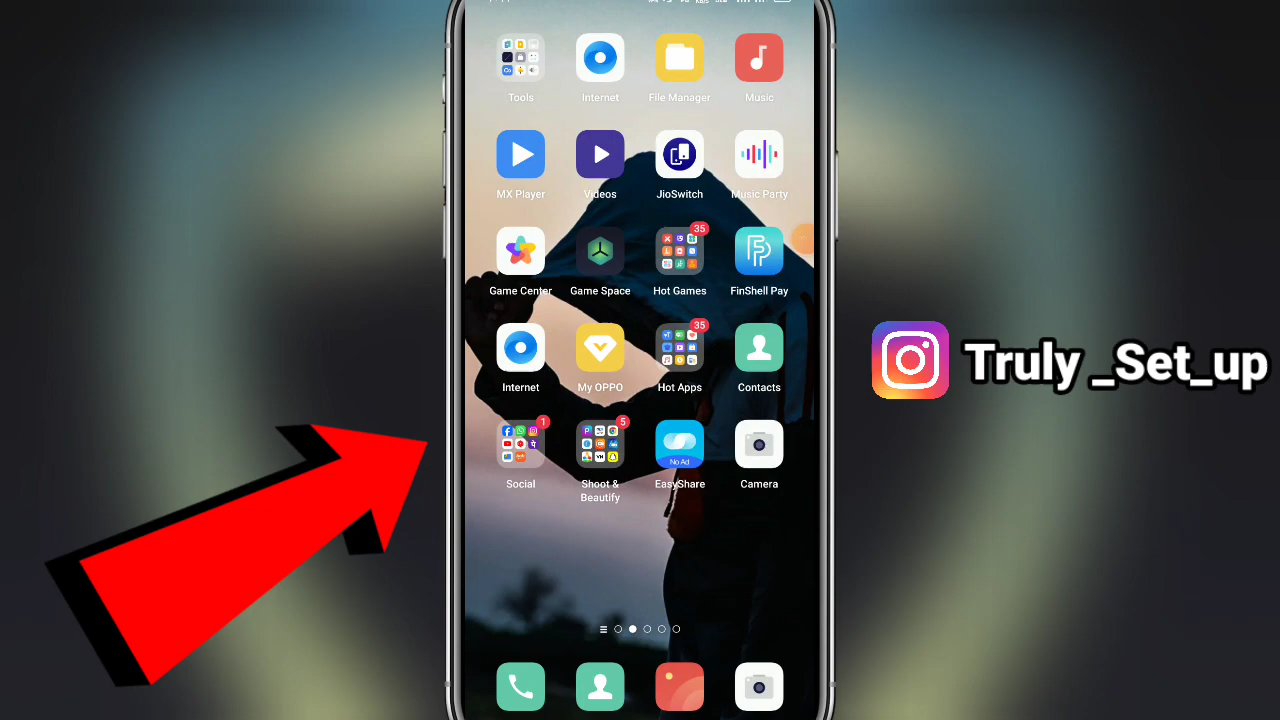 Tools Internet File Manager Music
MX Player Videos JioSwitch Music Party
35
Game Center Game Space Hot Games FinShell Pay
35
Internet My OPPO Hot Apps Contacts
Truly _Set_up
1 5
No Ad
Social Shoot & Beautify EasyShare Camera